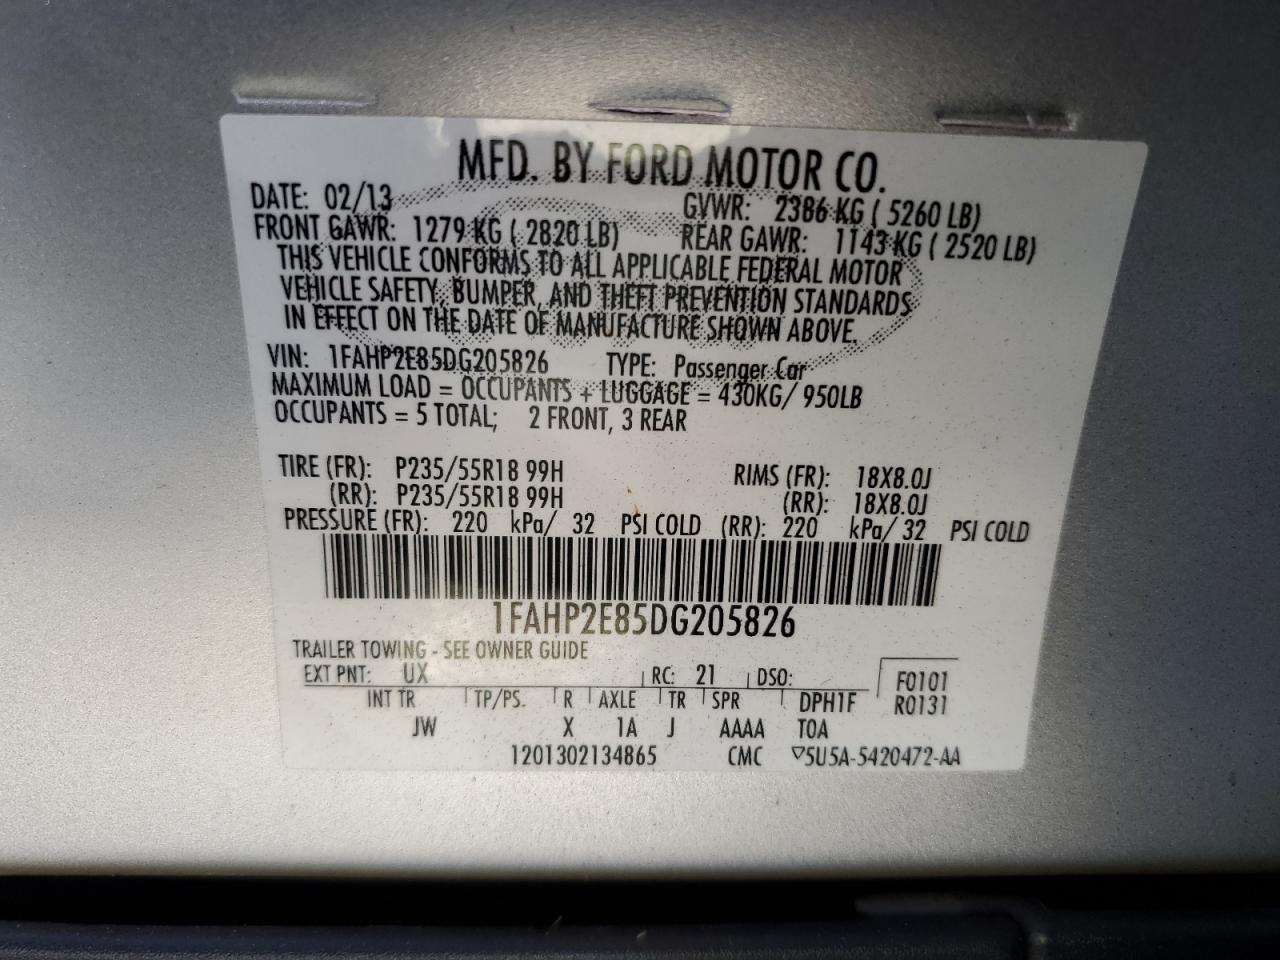 MFD. BY FORD MOTOR CO.
DATE: 02/13 GVWR: 2386 KG ( 5260 LB)
FRONT GAWR: 1279 KG ( 2820 LB) REAR GAWR: 1143 KG ( 2520 LB)
THIS VEHICLE CONFORMS TO ALL APPLICABLE FEDERAL MOTOR
VEHICLE SAFETY, BUMPER, AND THEFT PREVENTION STANDARDS
IN EFFECT ON THE DATE OF MANUFACTURE SHOWN ABOVE.
VIN: 1FAHP2E85DG205826 TYPE: Passenger Car
MAXIMUM LOAD = OCCUPANTS + LUGGAGE = 430KG/ 950LB
OCCUPANTS = 5 TOTAL; 2 FRONT, 3 REAR
TIRE (FR): P235/55R18 99H RIMS (FR): 18X8.0J
(RR): P235/55R18 99H (RR): 18X8.0J
PRESSURE (FR): 220 kPa/ 32 PSI COLD (RR): 220 kPa/ 32 PSI COLD
1FAHP2E85DG205826
TRAILER TOWING - SEE OWNER GUIDE
EXT PNT: UX RC: 21 DSO: F0101
INT TR TP/PS R AXLE TR SPR DPH1F R0131
JW X 1A J AAAA TOA
1201302134865 CMC ▽5U5A-5420472-AA